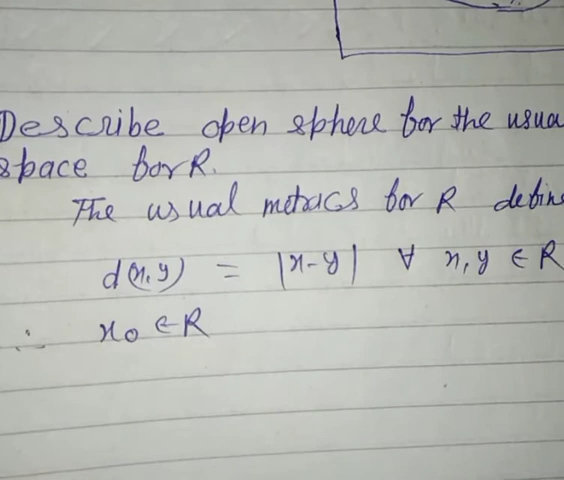 Describe open sphere for the usua
space for R.
The usual metrics for R define
d(x,y) = |x-y| ∀ x,y ∈ R
∴ x₀ ∈ R